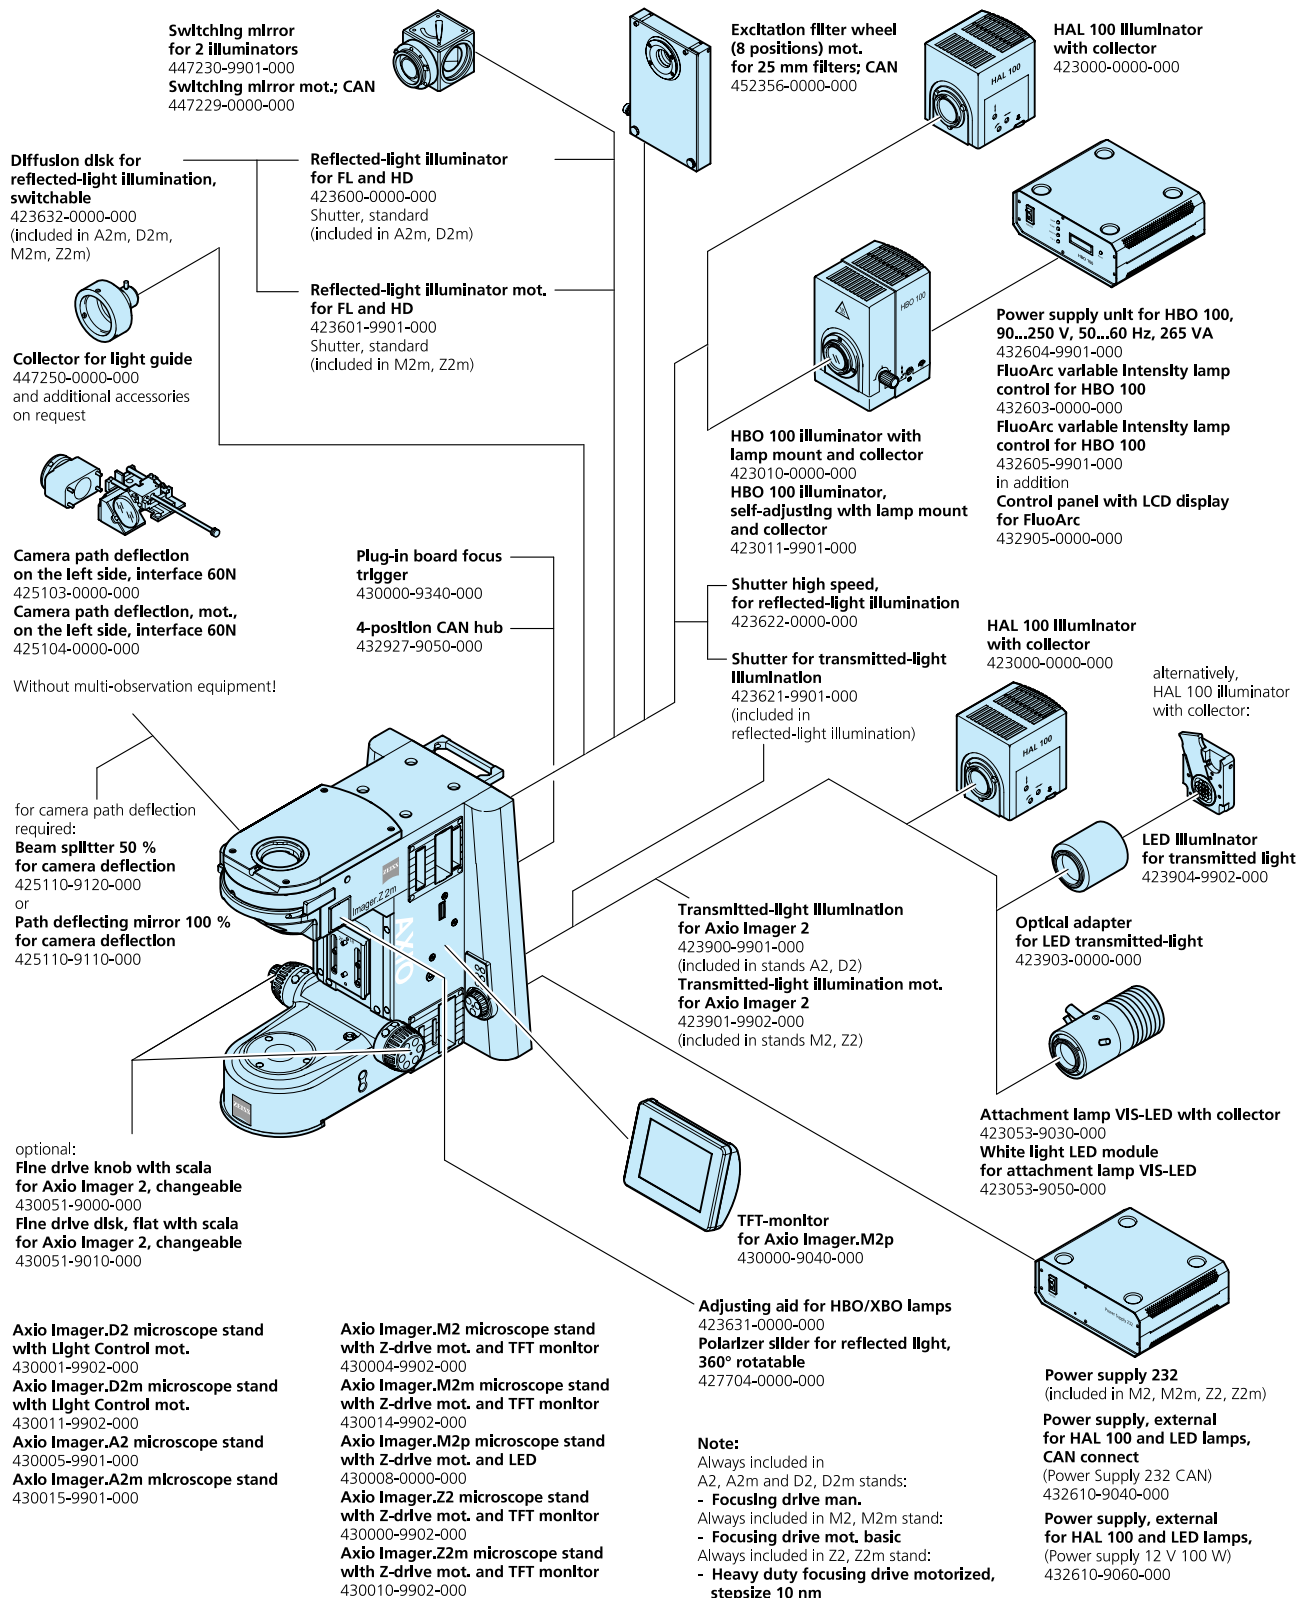 Switching mirror
for 2 illuminators
447230-9901-000
Switching mirror mot.; CAN
447229-0000-000
Excitation filter wheel
(8 positions) mot.
for 25 mm filters; CAN
452356-0000-000
HAL 100
HAL 100 illuminator
with collector
423000-0000-000
Diffusion disk for
reflected-light illumination,
switchable
423632-0000-000
(included in A2m, D2m,
M2m, Z2m)
Reflected-light illuminator
for FL and HD
423600-0000-000
Shutter, standard
(included in A2m, D2m)
Reflected-light illuminator mot.
for FL and HD
423601-9901-000
Shutter, standard
(included in M2m, Z2m)
Collector for light guide
447250-0000-000
and additional accessories
on request
HBO 100
HBO 100
Power supply unit for HBO 100,
90...250 V, 50...60 Hz, 265 VA
432604-9901-000
FluoArc variable intensity lamp
control for HBO 100
432603-0000-000
FluoArc variable intensity lamp
control for HBO 100
432605-9901-000
in addition
Control panel with LCD display
for FluoArc
432905-0000-000
HBO 100 illuminator with
lamp mount and collector
423010-0000-000
HBO 100 illuminator,
self-adjusting with lamp mount
and collector
423011-9901-000
Camera path deflection
on the left side, interface 60N
425103-0000-000
Camera path deflection, mot.,
on the left side, interface 60N
425104-0000-000
Without multi-observation equipment!
Plug-in board focus
trigger
430000-9340-000
4-position CAN hub
432927-9050-000
Shutter high speed,
for reflected-light illumination
423622-0000-000
Shutter for transmitted-light
illumination
423621-9901-000
(included in
reflected-light illumination)
HAL 100 illuminator
with collector
423000-0000-000
HAL 100
alternatively,
HAL 100 illuminator
with collector:
LED illuminator
for transmitted light
423904-9902-000
Optical adapter
for LED transmitted-light
423903-0000-000
for camera path deflection
required:
Beam splitter 50 %
for camera deflection
425110-9120-000
or
Path deflecting mirror 100 %
for camera deflection
425110-9110-000
ZEISS
Imager.Z 2m
AXIO
ZEISS
Transmitted-light illumination
for Axio Imager 2
423900-9901-000
(included in stands A2, D2)
Transmitted-light illumination mot.
for Axio Imager 2
423901-9902-000
(included in stands M2, Z2)
Attachment lamp VIS-LED with collector
423053-9030-000
White light LED module
for attachment lamp VIS-LED
423053-9050-000
optional:
Fine drive knob with scala
for Axio Imager 2, changeable
430051-9000-000
Fine drive disk, flat with scala
for Axio Imager 2, changeable
430051-9010-000
TFT-monitor
for Axio Imager.M2p
430000-9040-000
Adjusting aid for HBO/XBO lamps
423631-0000-000
Polarizer slider for reflected light,
360° rotatable
427704-0000-000
Power Supply 232
Power supply 232
(included in M2, M2m, Z2, Z2m)
Power supply, external
for HAL 100 and LED lamps,
CAN connect
(Power Supply 232 CAN)
432610-9040-000
Power supply, external
for HAL 100 and LED lamps,
(Power supply 12 V 100 W)
432610-9060-000
Axio Imager.D2 microscope stand
with Light Control mot.
430001-9902-000
Axio Imager.D2m microscope stand
with Light Control mot.
430011-9902-000
Axio Imager.A2 microscope stand
430005-9901-000
Axio Imager.A2m microscope stand
430015-9901-000
Axio Imager.M2 microscope stand
with Z-drive mot. and TFT monitor
430004-9902-000
Axio Imager.M2m microscope stand
with Z-drive mot. and TFT monitor
430014-9902-000
Axio Imager.M2p microscope stand
with Z-drive mot. and LED
430008-0000-000
Axio Imager.Z2 microscope stand
with Z-drive mot. and TFT monitor
430000-9902-000
Axio Imager.Z2m microscope stand
with Z-drive mot. and TFT monitor
430010-9902-000
Note:
Always included in
A2, A2m and D2, D2m stands:
- Focusing drive man.
Always included in M2, M2m stand:
- Focusing drive mot. basic
Always included in Z2, Z2m stand:
- Heavy duty focusing drive motorized,
stepsize 10 nm